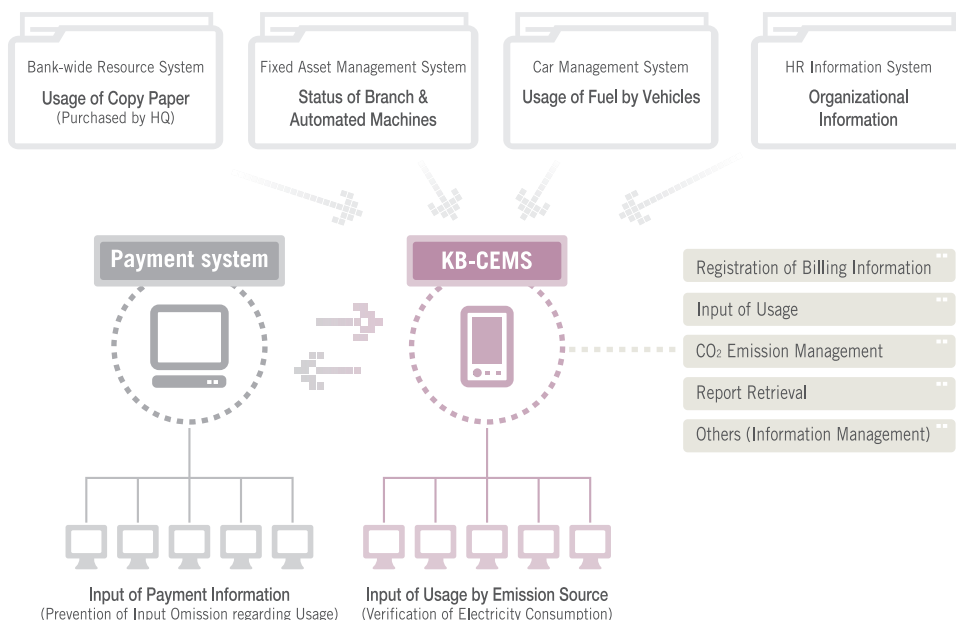 Bank-wide Resource System
Usage of Copy Paper
(Purchased by HQ)
Fixed Asset Management System
Status of Branch &
Automated Machines
Car Management System
Usage of Fuel by Vehicles
HR Information System
Organizational
Information
Payment system
KB-CEMS
Registration of Billing Information
Input of Usage
CO₂ Emission Management
Report Retrieval
Others (Information Management)
Input of Payment Information
(Prevention of Input Omission regarding Usage)
Input of Usage by Emission Source
(Verification of Electricity Consumption)